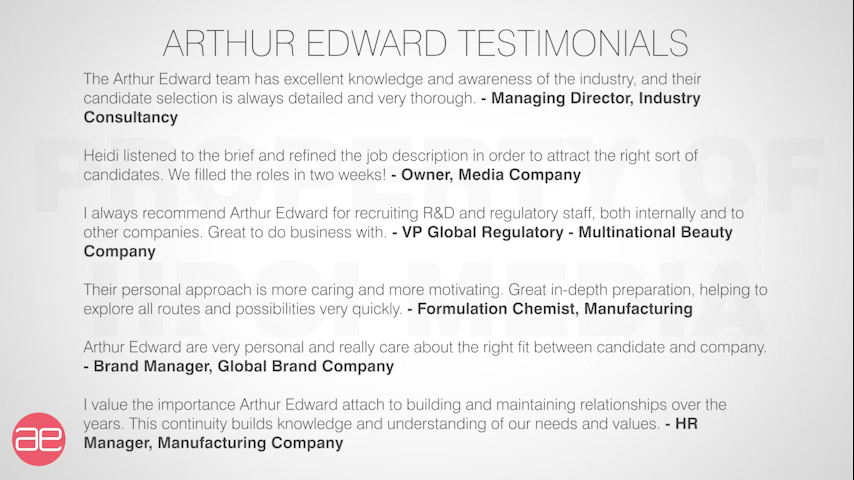 ARTHUR EDWARD TESTIMONIALS
The Arthur Edward team has excellent knowledge and awareness of the industry, and their
candidate selection is always detailed and very thorough. - Managing Director, Industry
Consultancy
Heidi listened to the brief and refined the job description in order to attract the right sort of
candidates. We filled the roles in two weeks! - Owner, Media Company
I always recommend Arthur Edward for recruiting R&D and regulatory staff, both internally and to
other companies. Great to do business with. - VP Global Regulatory - Multinational Beauty
Company
Their personal approach is more caring and more motivating. Great in-depth preparation, helping to
explore all routes and possibilities very quickly. - Formulation Chemist, Manufacturing
Arthur Edward are very personal and really care about the right fit between candidate and company.
- Brand Manager, Global Brand Company
I value the importance Arthur Edward attach to building and maintaining relationships over the
years. This continuity builds knowledge and understanding of our needs and values. - HR
Manager, Manufacturing Company
ae
PROPERTY OF
MEDIA